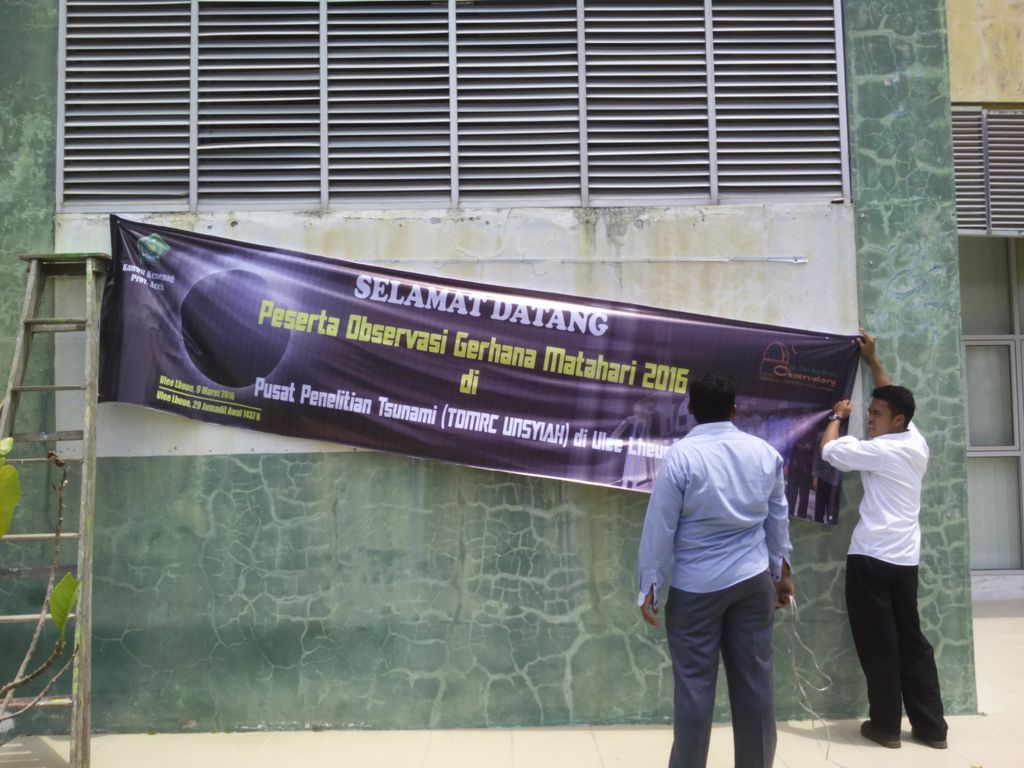 Kanwil Kemenag
Prov. Aceh
SELAMAT DATANG
Peserta Observasi Gerhana Matahari 2016
di
Pusat Penelitian Tsunami (TDMRC UNSYIAH) di Ulee Lheue
Ulee Lheue, 9 Maret 2016
Ulee Lheue, 29 Jumadil Awal 1437 H
Observatory